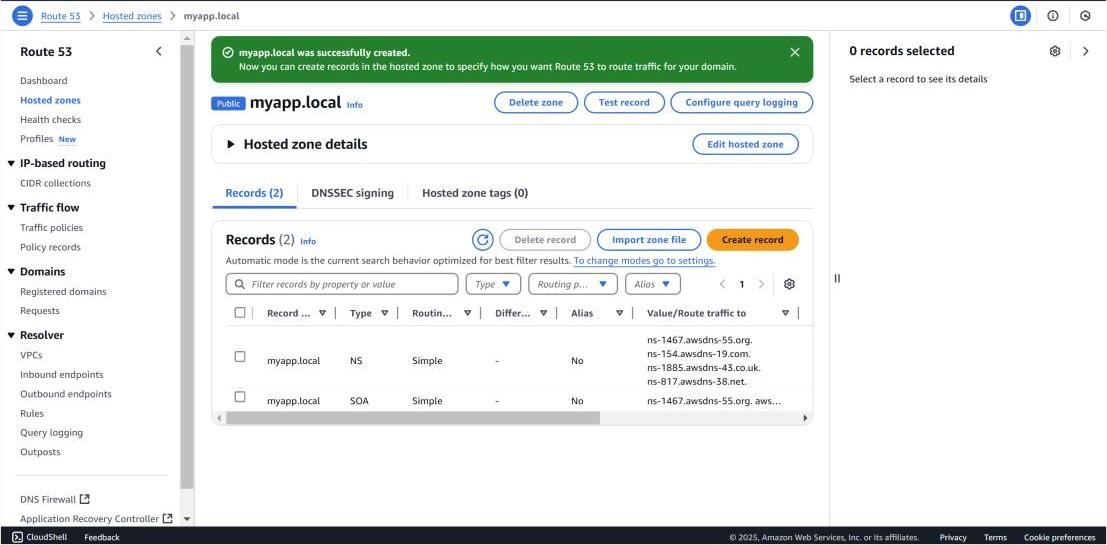 Route 53 > Hosted zones > myapp.local
Route 53
Dashboard
Hosted zones
Health checks
Profiles New
IP-based routing
CIDR collections
Traffic flow
Traffic policies
Policy records
Domains
Registered domains
Requests
Resolver
VPCs
Inbound endpoints
Outbound endpoints
Rules
Query logging
Outposts
DNS Firewall
Application Recovery Controller
myapp.local was successfully created.
Now you can create records in the hosted zone to specify how you want Route 53 to route traffic for your domain.
Public myapp.local Info
Delete zone Test record Configure query logging
Hosted zone details Edit hosted zone
Records (2) DNSSEC signing Hosted zone tags (0)
Records (2) Info Delete record Import zone file Create record
Automatic mode is the current search behavior optimized for best filter results. To change modes go to settings.
Filter records by property or value Type Routing p... Alias 1
Record ... Type Routin... Differ... Alias Value/Route traffic to
myapp.local NS Simple - No
ns-1467.awsdns-55.org.
ns-154.awsdns-19.com.
ns-1885.awsdns-43.co.uk.
ns-817.awsdns-38.net.
myapp.local SOA Simple - No ns-1467.awsdns-55.org. aws...
0 records selected
Select a record to see its details
CloudShell Feedback © 2025, Amazon Web Services, Inc. or its affiliates. Privacy Terms Cookie preferences